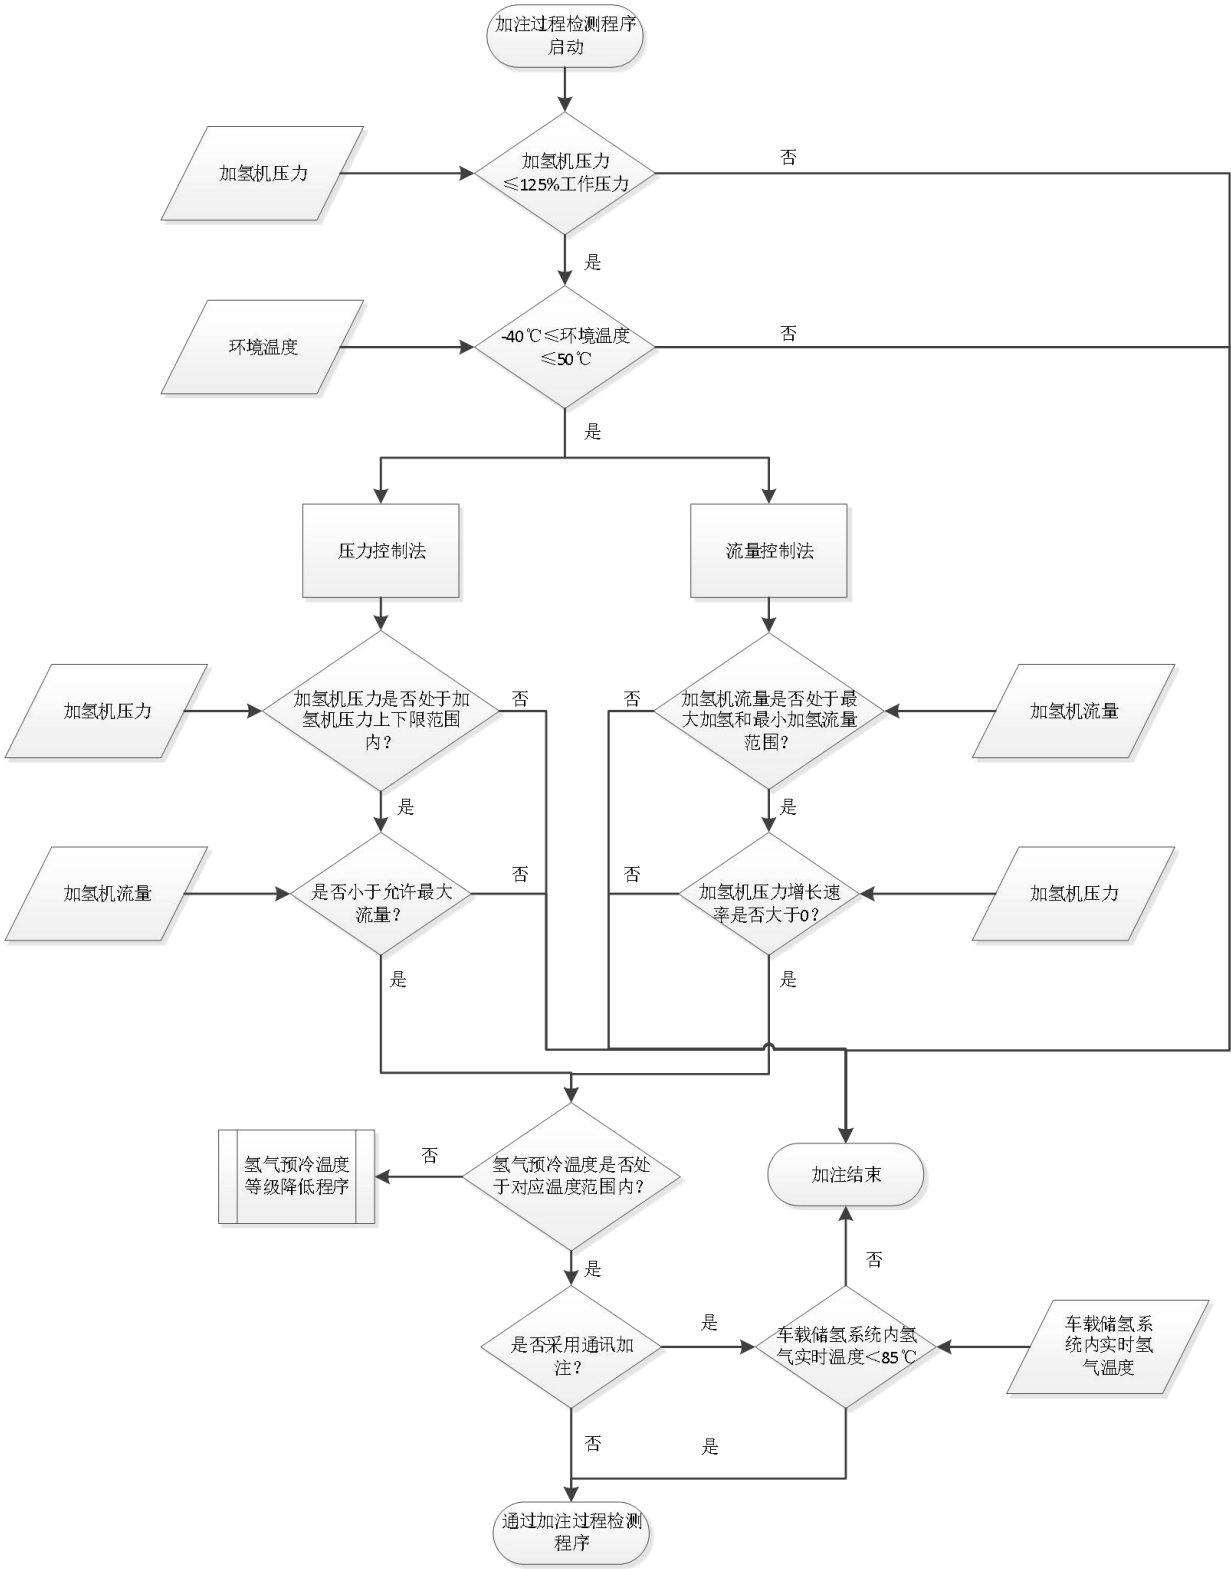 加注过程检测程序
启动
加氢机压力
加氢机压力
≤125%工作压力
否
是
环境温度
-40℃≤环境温度
≤50℃
否
是
压力控制法
流量控制法
加氢机压力
加氢机压力是否处于加
氢机压力上下限范围
内?
否
否
加氢机流量是否处于最
大加氢和最小加氢流量
范围?
加氢机流量
是
是
加氢机流量
是否小于允许最大
流量?
否
否
加氢机压力增长速
率是否大于0?
加氢机压力
是
是
氢气预冷温度
等级降低程序
否
氢气预冷温度是否处
于对应温度范围内?
加注结束
是
否
是否采用通讯加
注?
是
车载储氢系统内氢
气实时温度<85℃
车载储氢系
统内实时氢
气温度
否
是
通过加注过程检测
程序